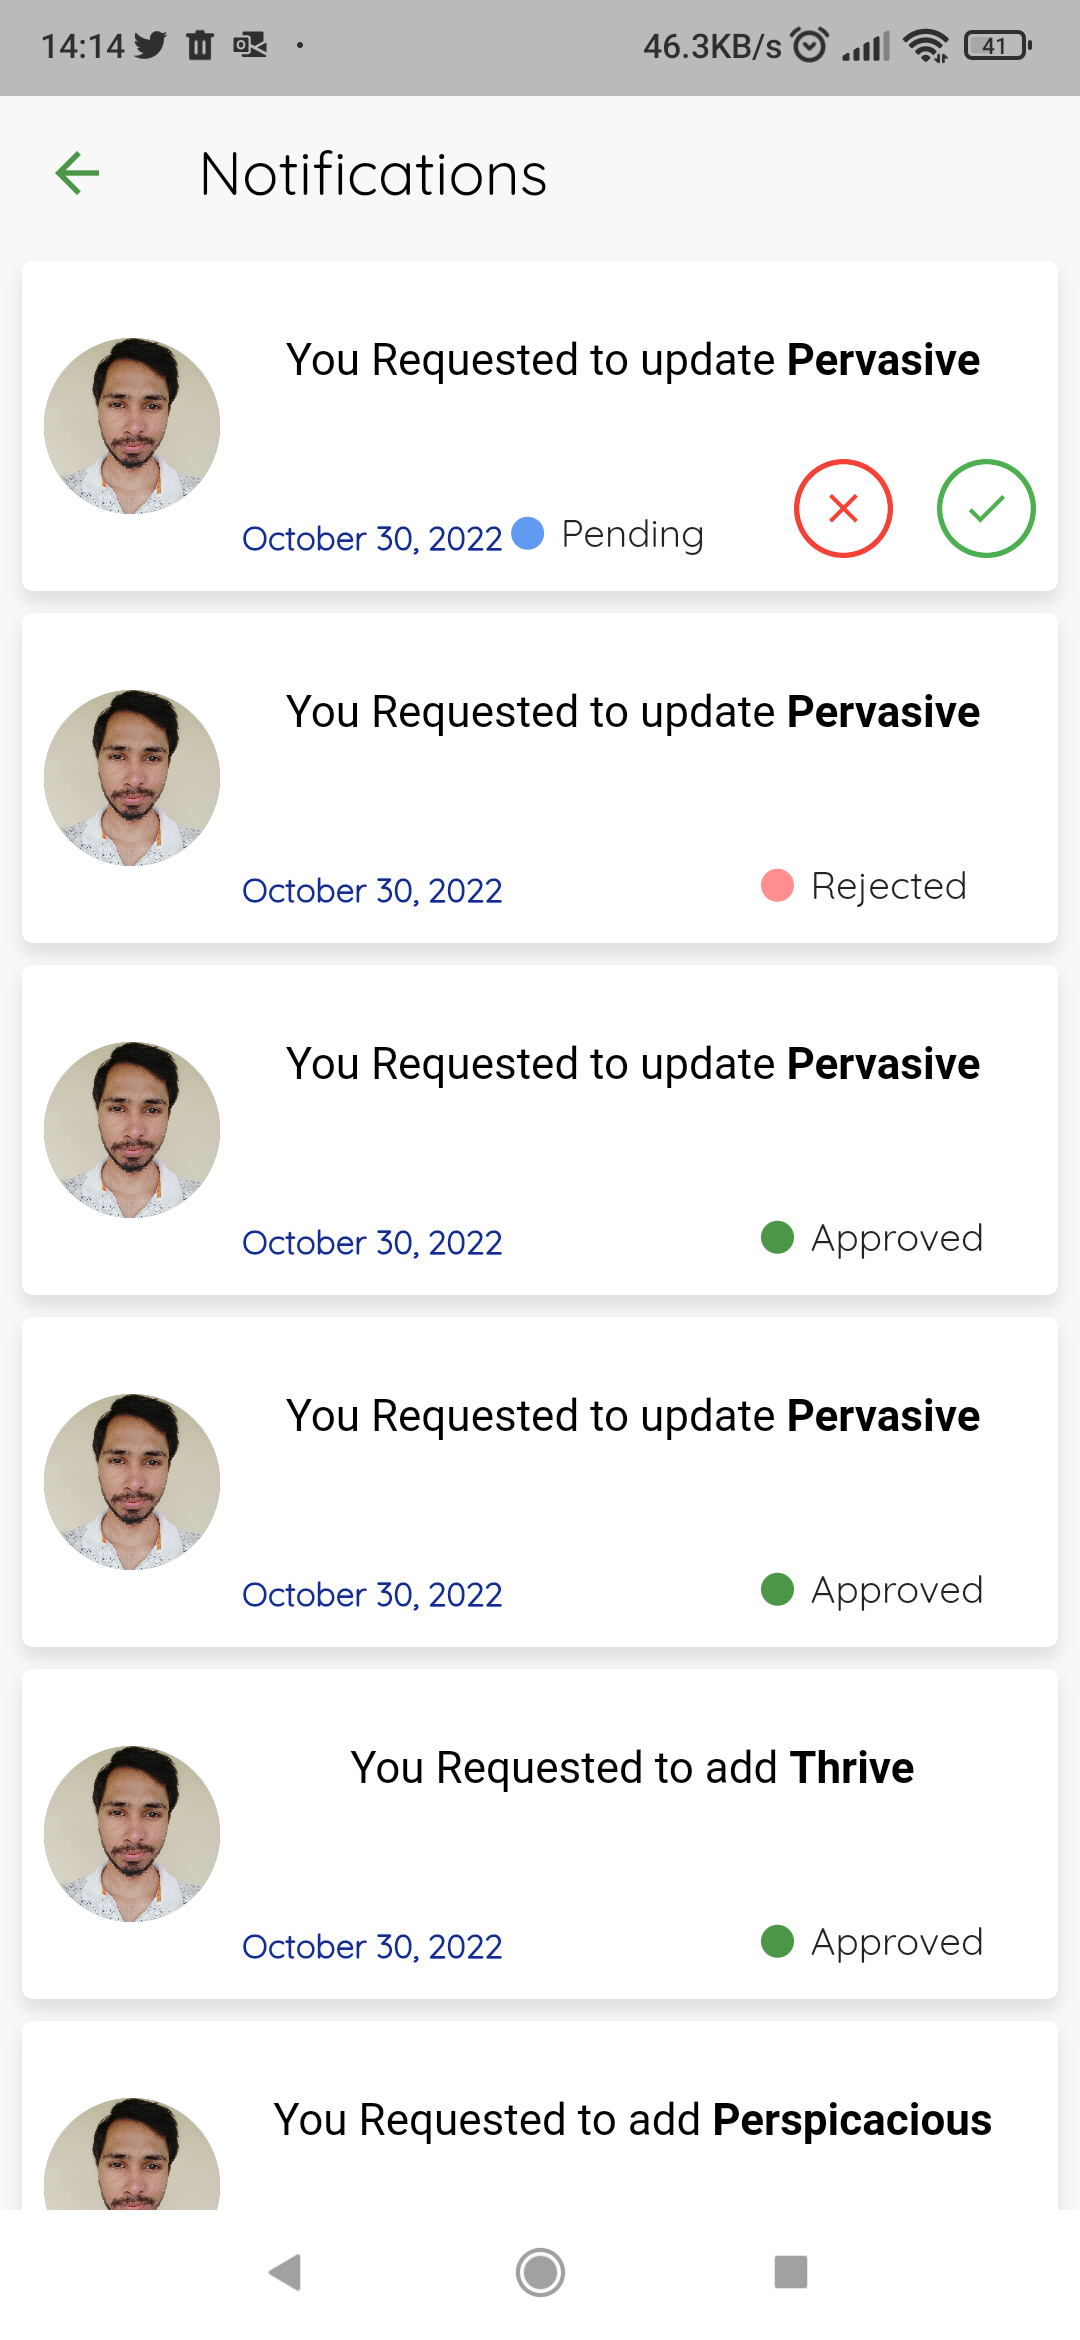 14:14 46.3KB/s 41
Notifications
You Requested to update Pervasive
October 30, 2022 Pending
You Requested to update Pervasive
October 30, 2022 Rejected
You Requested to update Pervasive
October 30, 2022 Approved
You Requested to update Pervasive
October 30, 2022 Approved
You Requested to add Thrive
October 30, 2022 Approved
You Requested to add Perspicacious